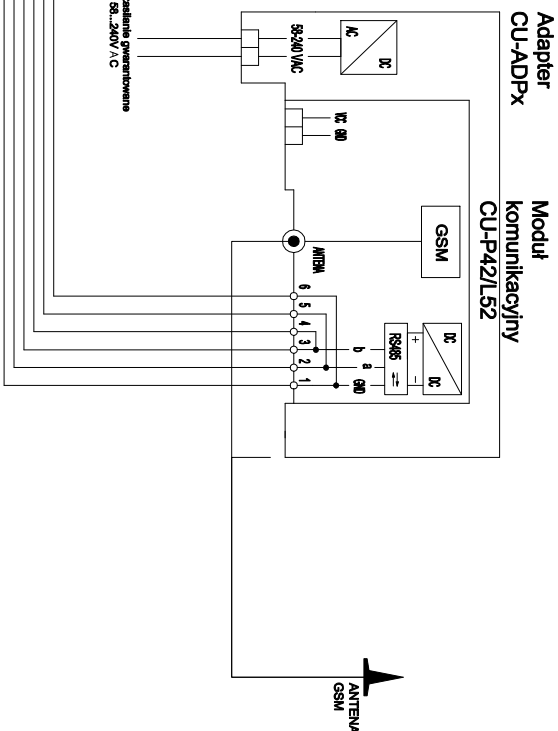 Adapter
CU-ADPx
Moduł
komunikacyjny
CU-P42/L52
zasilanie gwarantowane
58...240V AC
58-240 VAC
AC
DC
VCC
GND
GSM
ANTENA
6
5
4
3
2
1
b
a
GND
RS485
+
-
DC
DC
ANTENA
GSM